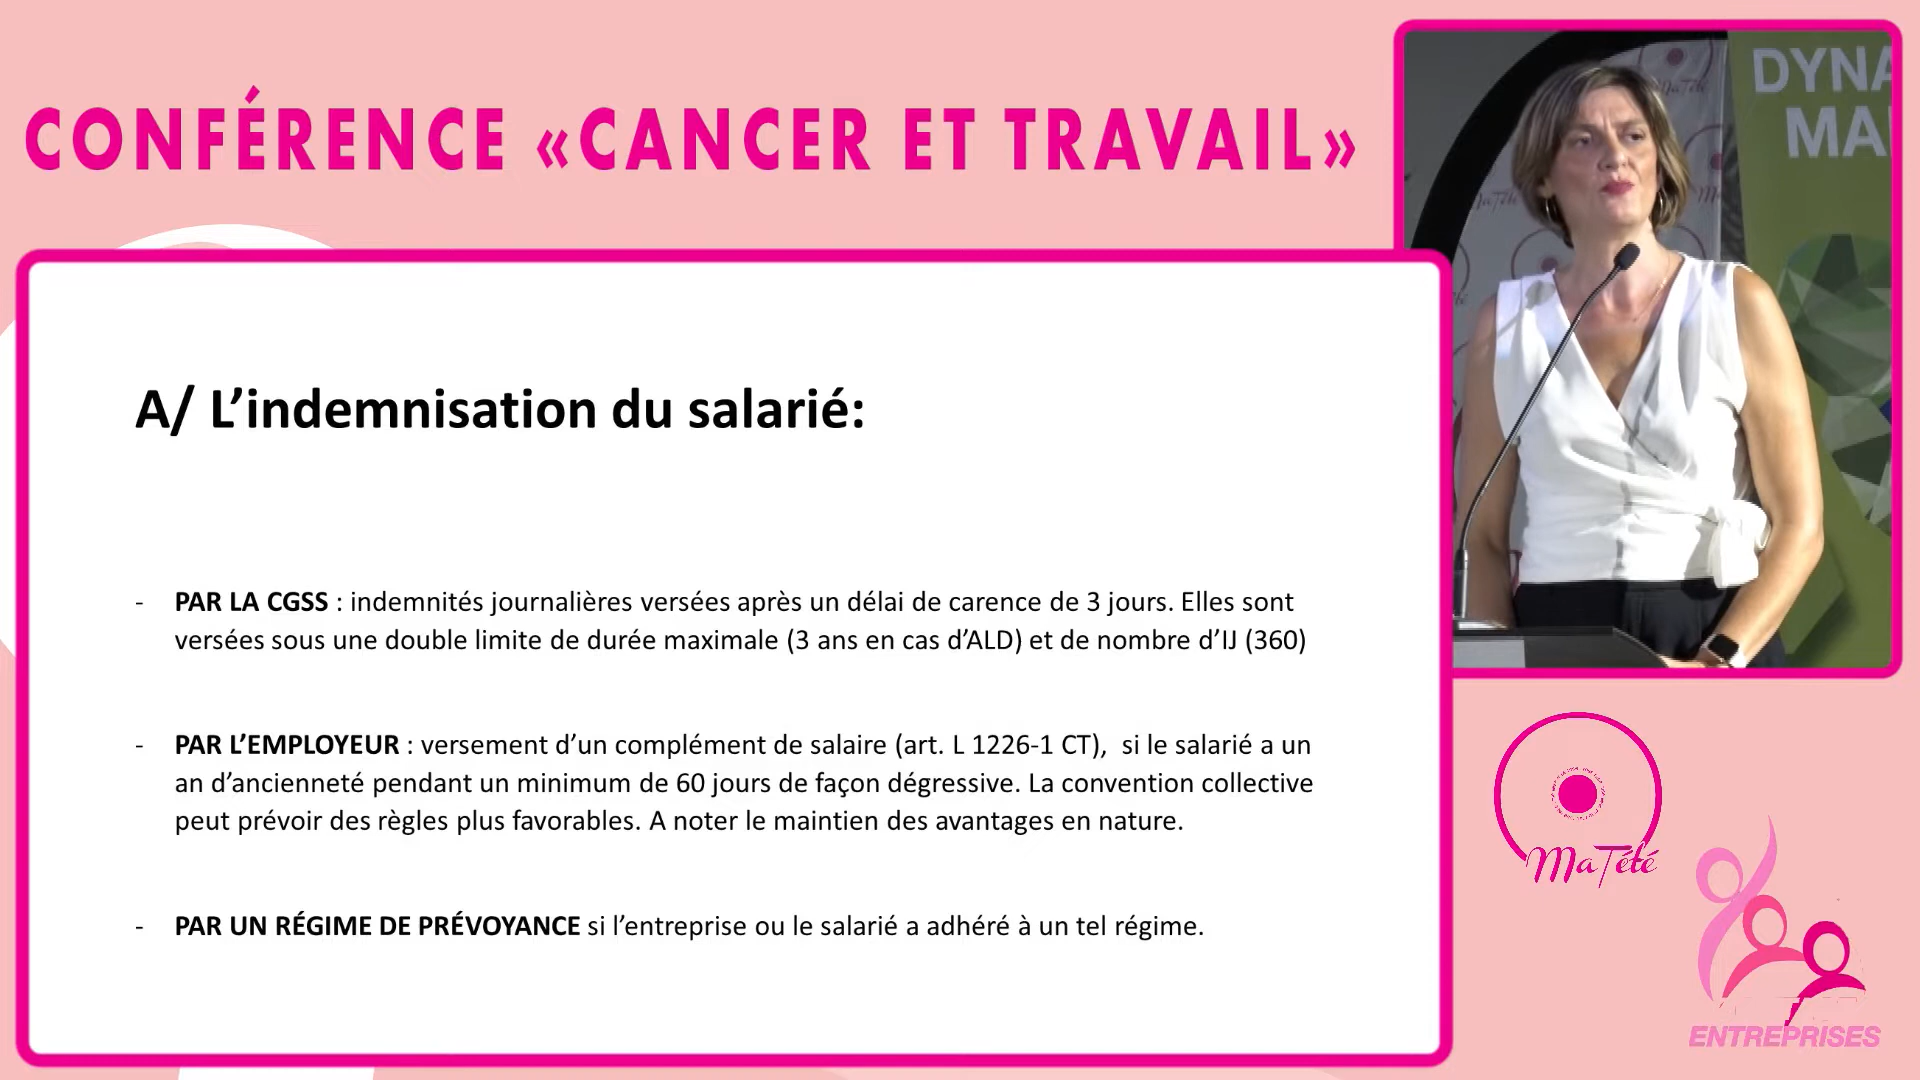 CONFÉRENCE «CANCER ET TRAVAIL»
DYNA
MA
A/ L’indemnisation du salarié:
- PAR LA CGSS : indemnités journalières versées après un délai de carence de 3 jours. Elles sont
versées sous une double limite de durée maximale (3 ans en cas d’ALD) et de nombre d’IJ (360)
- PAR L’EMPLOYEUR : versement d’un complément de salaire (art. L 1226-1 CT),  si le salarié a un
an d’ancienneté pendant un minimum de 60 jours de façon dégressive. La convention collective
peut prévoir des règles plus favorables. A noter le maintien des avantages en nature.
- PAR UN RÉGIME DE PRÉVOYANCE si l’entreprise ou le salarié a adhéré à un tel régime.
MaTété
ENTREPRISES